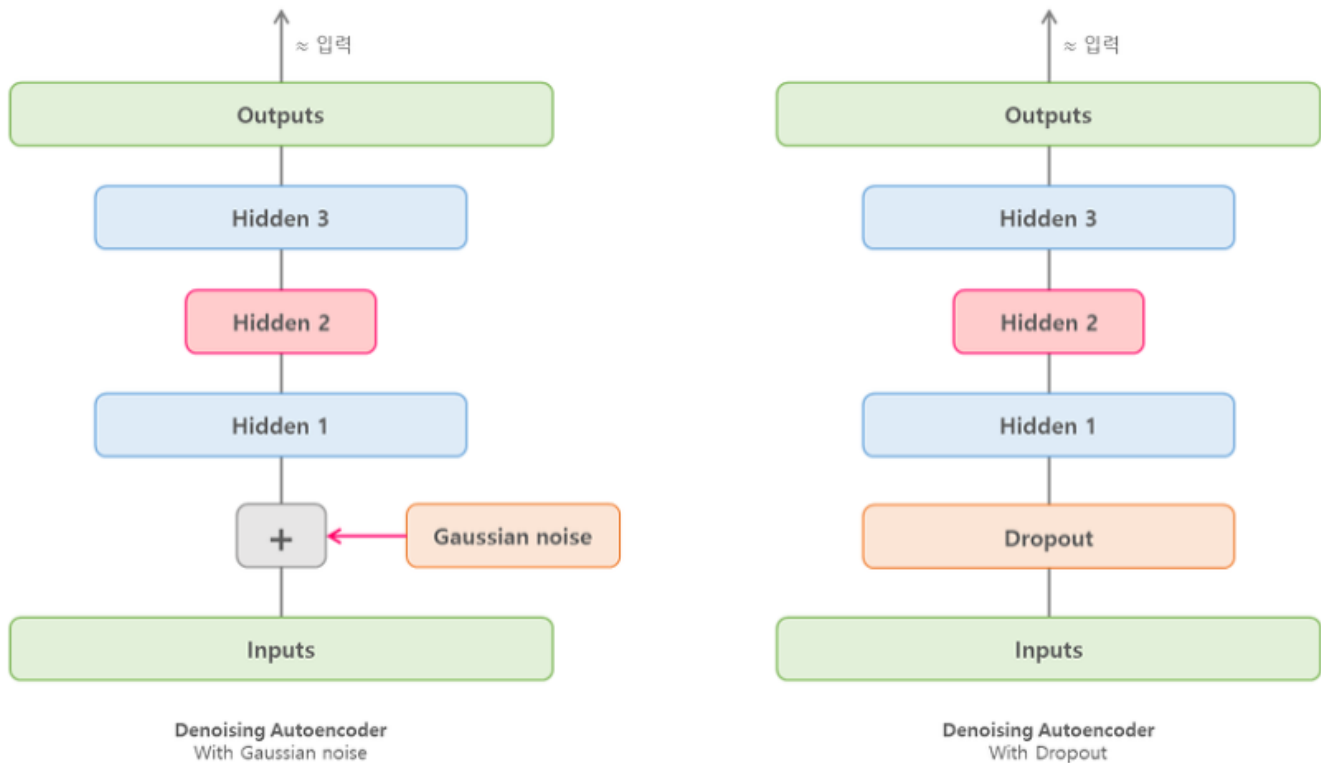 ≈ 입력
Outputs
Hidden 3
Hidden 2
Hidden 1
+
Gaussian noise
Inputs
Denoising Autoencoder
With Gaussian noise
≈ 입력
Outputs
Hidden 3
Hidden 2
Hidden 1
Dropout
Inputs
Denoising Autoencoder
With Dropout